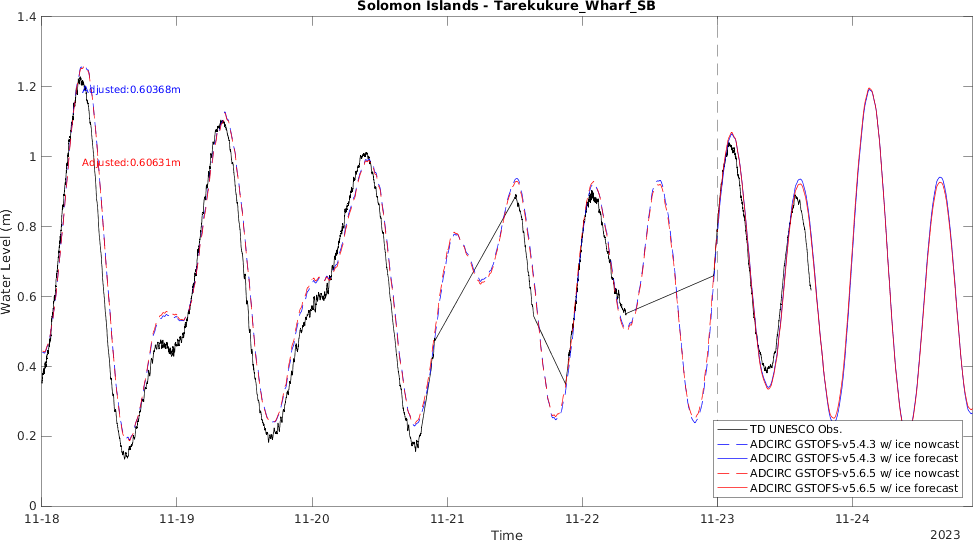 Solomon Islands - Tarekukure_Wharf_SB
1.4
1.2
1
0.8
0.6
0.4
0.2
0
Water Level (m)
Adjusted:0.60368m
Adjusted:0.60631m
TD UNESCO Obs.
ADCIRC GSTOFS-v5.4.3 w/ ice nowcast
ADCIRC GSTOFS-v5.4.3 w/ ice forecast
ADCIRC GSTOFS-v5.6.5 w/ ice nowcast
ADCIRC GSTOFS-v5.6.5 w/ ice forecast
11-18 11-19 11-20 11-21 11-22 11-23 11-24
Time
2023